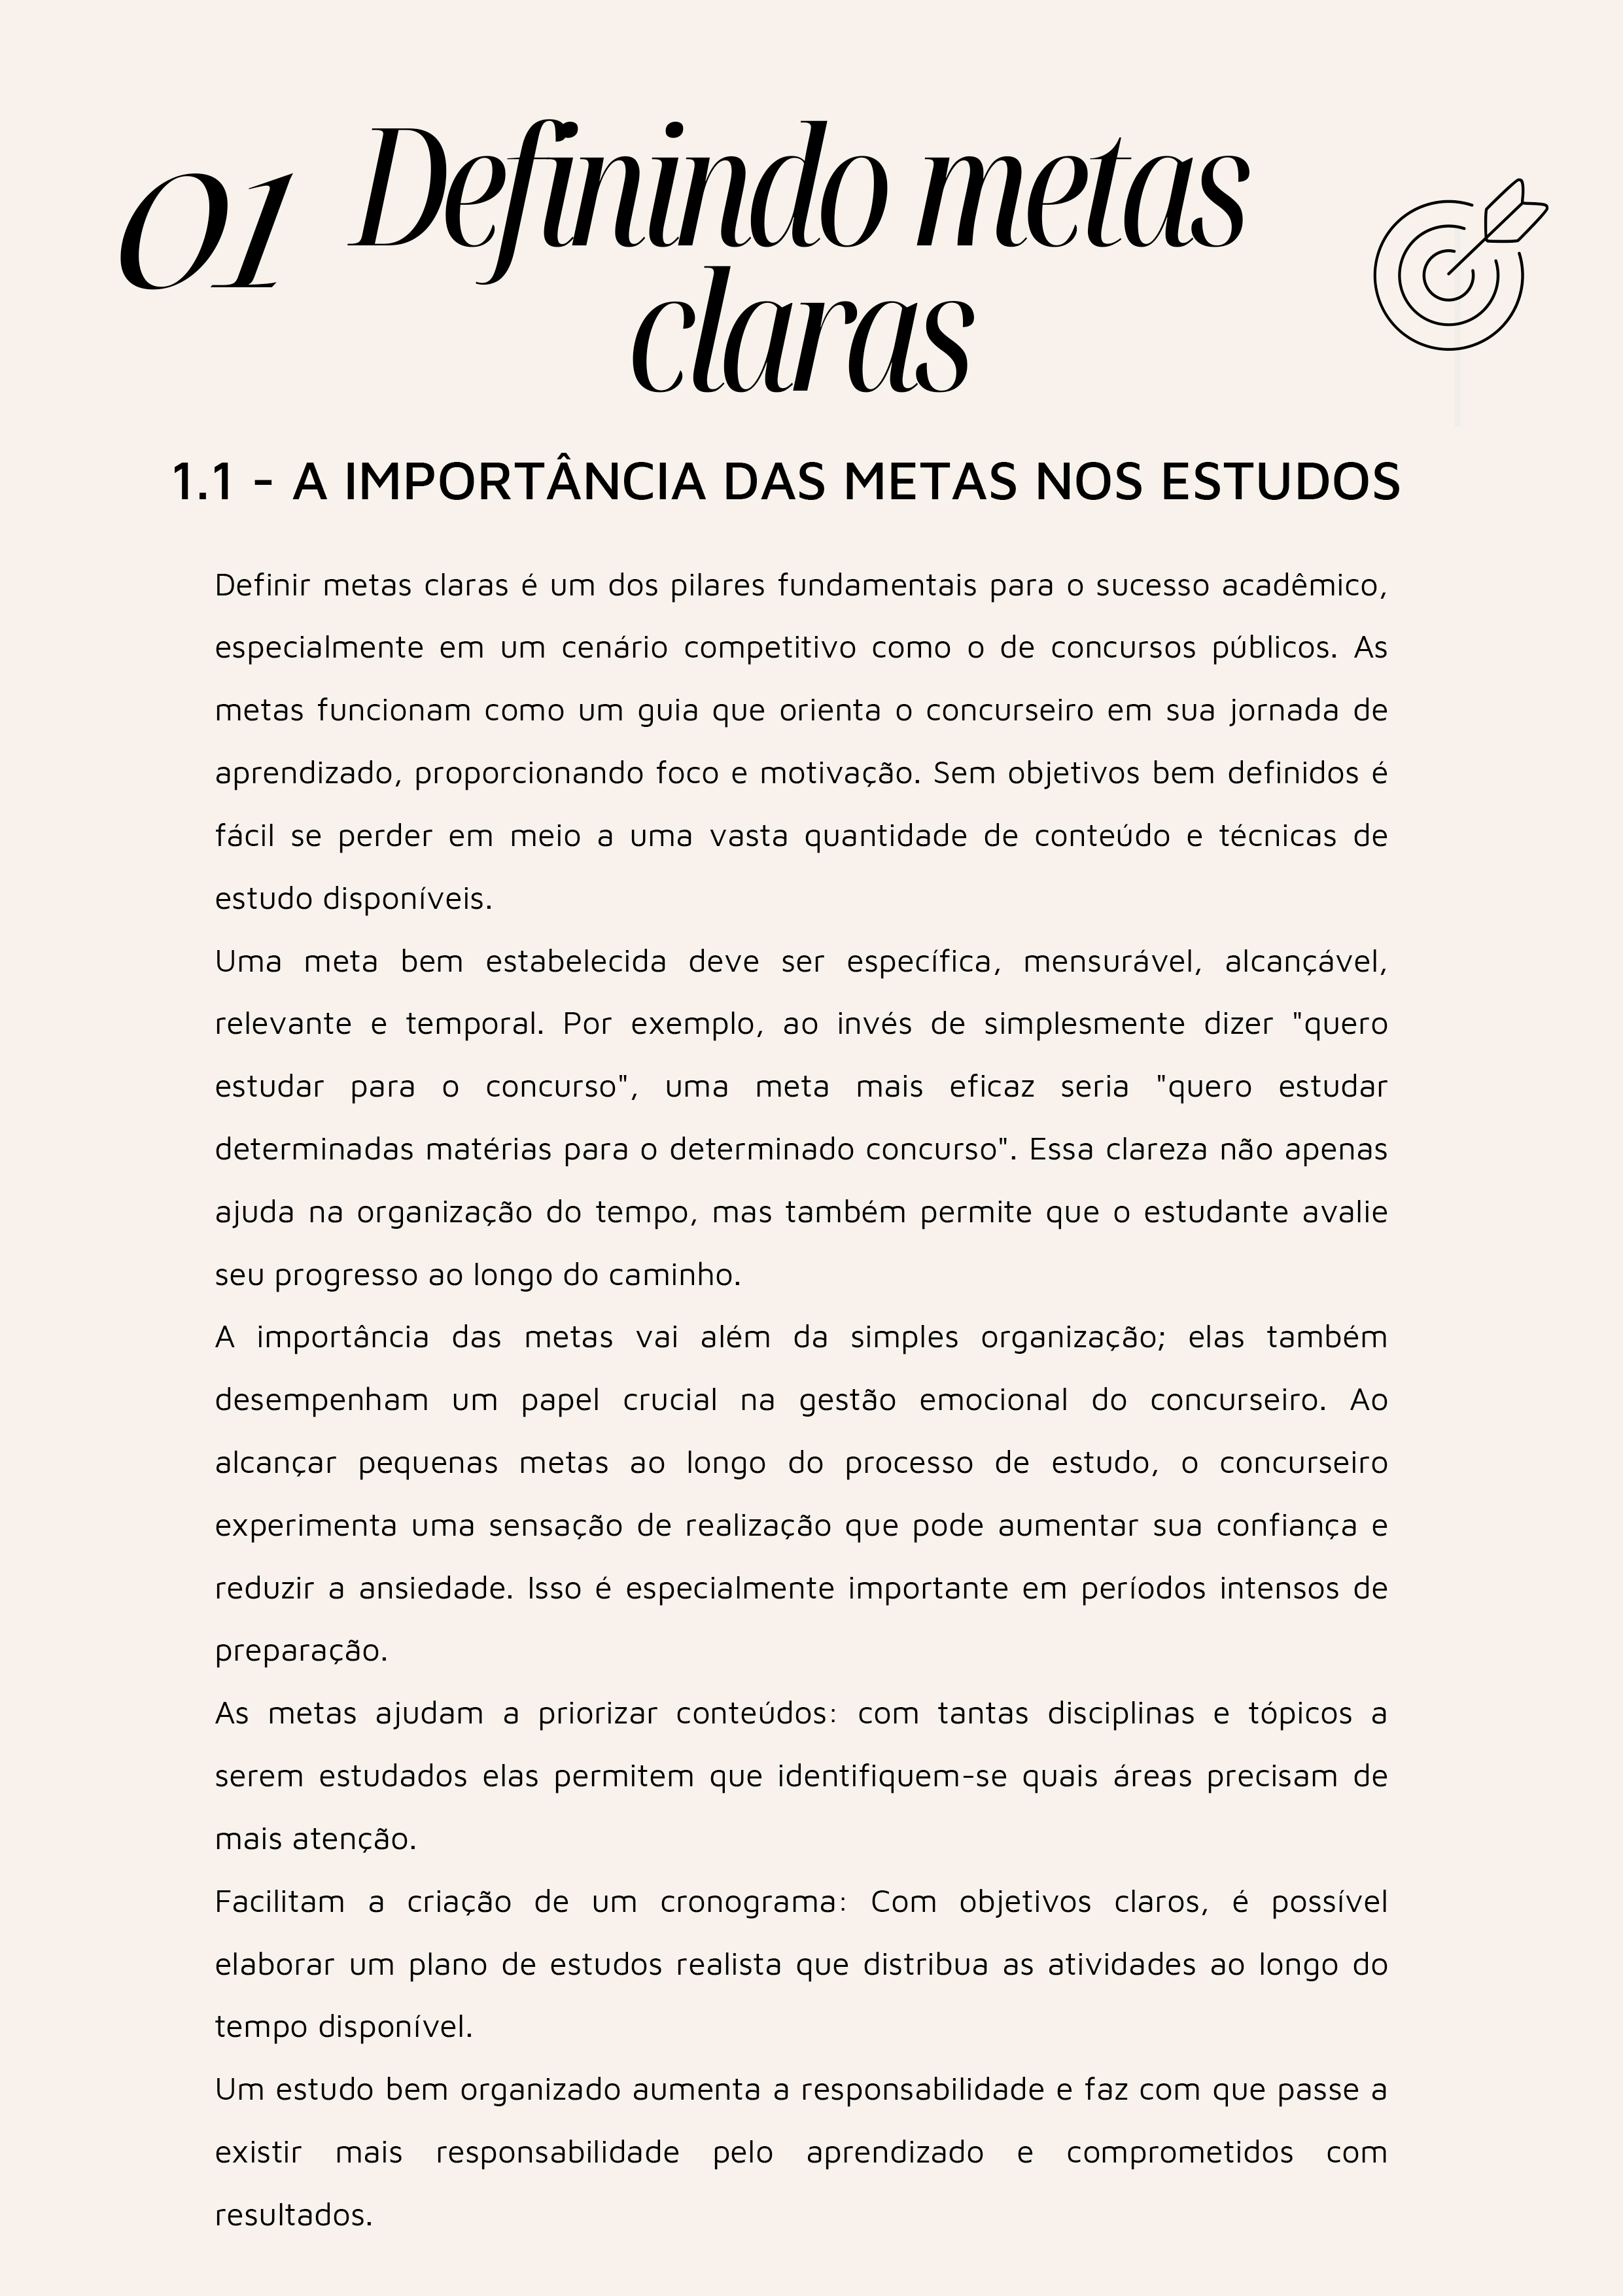 01
Definindo metas
claras
1.1 - A IMPORTÂNCIA DAS METAS NOS ESTUDOS
Definir metas claras é um dos pilares fundamentais para o sucesso acadêmico,
especialmente em um cenário competitivo como o de concursos públicos. As
metas funcionam como um guia que orienta o concurseiro em sua jornada de
aprendizado, proporcionando foco e motivação. Sem objetivos bem definidos é
fácil se perder em meio a uma vasta quantidade de conteúdo e técnicas de
estudo disponíveis.
Uma meta bem estabelecida deve ser específica, mensurável, alcançável,
relevante e temporal. Por exemplo, ao invés de simplesmente dizer "quero
estudar para o concurso", uma meta mais eficaz seria "quero estudar
determinadas matérias para o determinado concurso". Essa clareza não apenas
ajuda na organização do tempo, mas também permite que o estudante avalie
seu progresso ao longo do caminho.
A importância das metas vai além da simples organização; elas também
desempenham um papel crucial na gestão emocional do concurseiro. Ao
alcançar pequenas metas ao longo do processo de estudo, o concurseiro
experimenta uma sensação de realização que pode aumentar sua confiança e
reduzir a ansiedade. Isso é especialmente importante em períodos intensos de
preparação.
As metas ajudam a priorizar conteúdos: com tantas disciplinas e tópicos a
serem estudados elas permitem que identifiquem-se quais áreas precisam de
mais atenção.
Facilitam a criação de um cronograma: Com objetivos claros, é possível
elaborar um plano de estudos realista que distribua as atividades ao longo do
tempo disponível.
Um estudo bem organizado aumenta a responsabilidade e faz com que passe a
existir mais responsabilidade pelo aprendizado e comprometidos com
resultados.